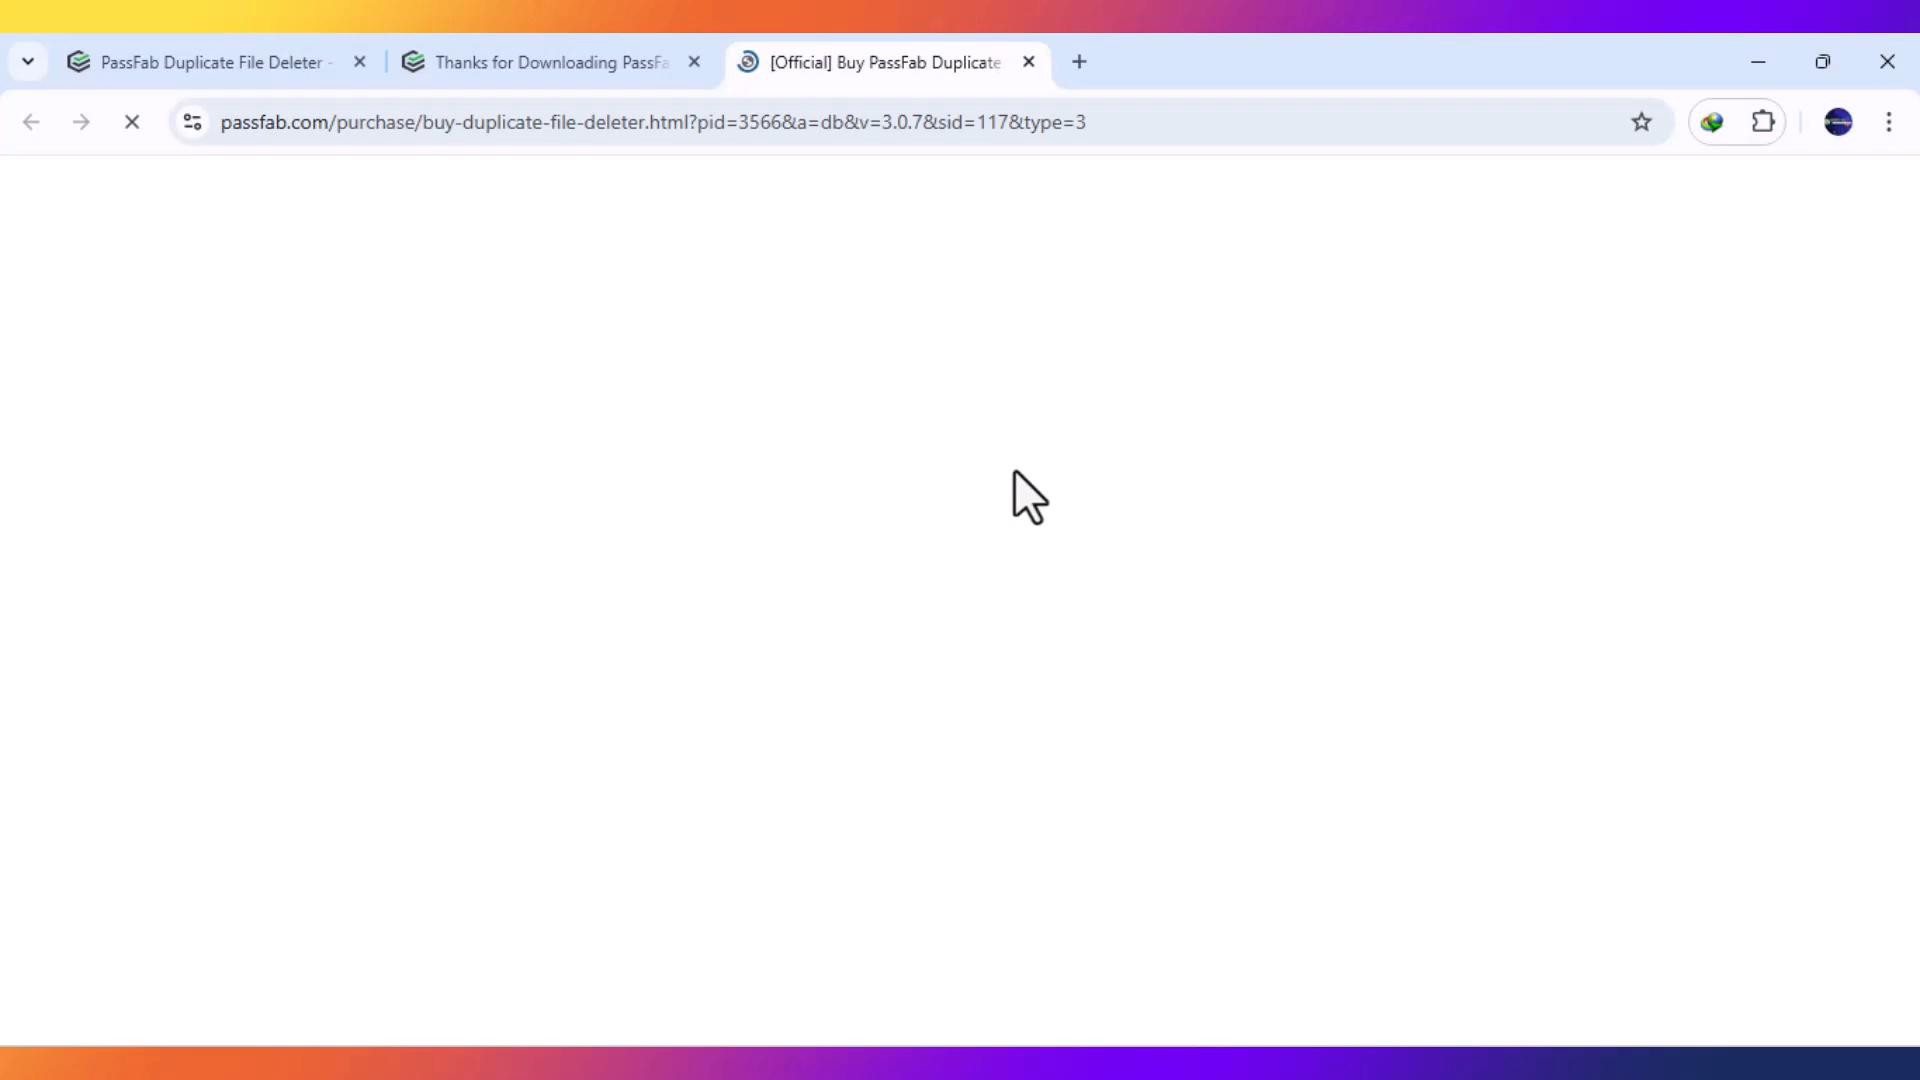 PassFab Duplicate File Deleter -
Thanks for Downloading PassFa
[Official] Buy PassFab Duplicate
passfab.com/purchase/buy-duplicate-file-deleter.html?pid=3566&a=db&v=3.0.7&sid=117&type=3